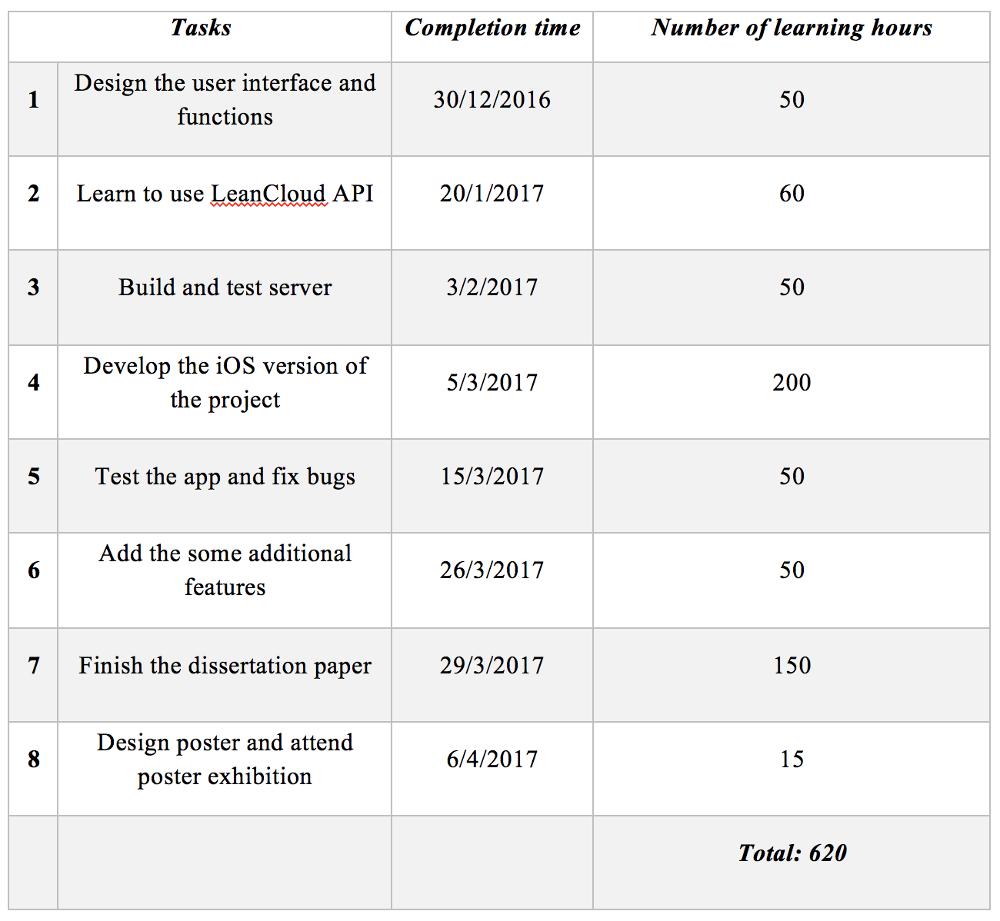 Tasks Completion time Number of learning hours
1 Design the user interface and functions 30/12/2016 50
2 Learn to use LeanCloud API 20/1/2017 60
3 Build and test server 3/2/2017 50
4 Develop the iOS version of the project 5/3/2017 200
5 Test the app and fix bugs 15/3/2017 50
6 Add the some additional features 26/3/2017 50
7 Finish the dissertation paper 29/3/2017 150
8 Design poster and attend poster exhibition 6/4/2017 15
Total: 620